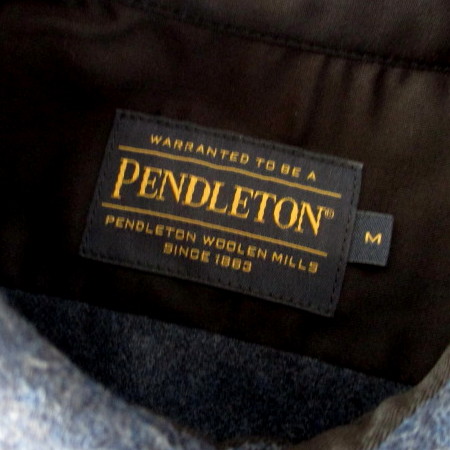 WARRANTED TO BE A
PENDLETON®
PENDLETON WOOLEN MILLS
SINCE 1863
M